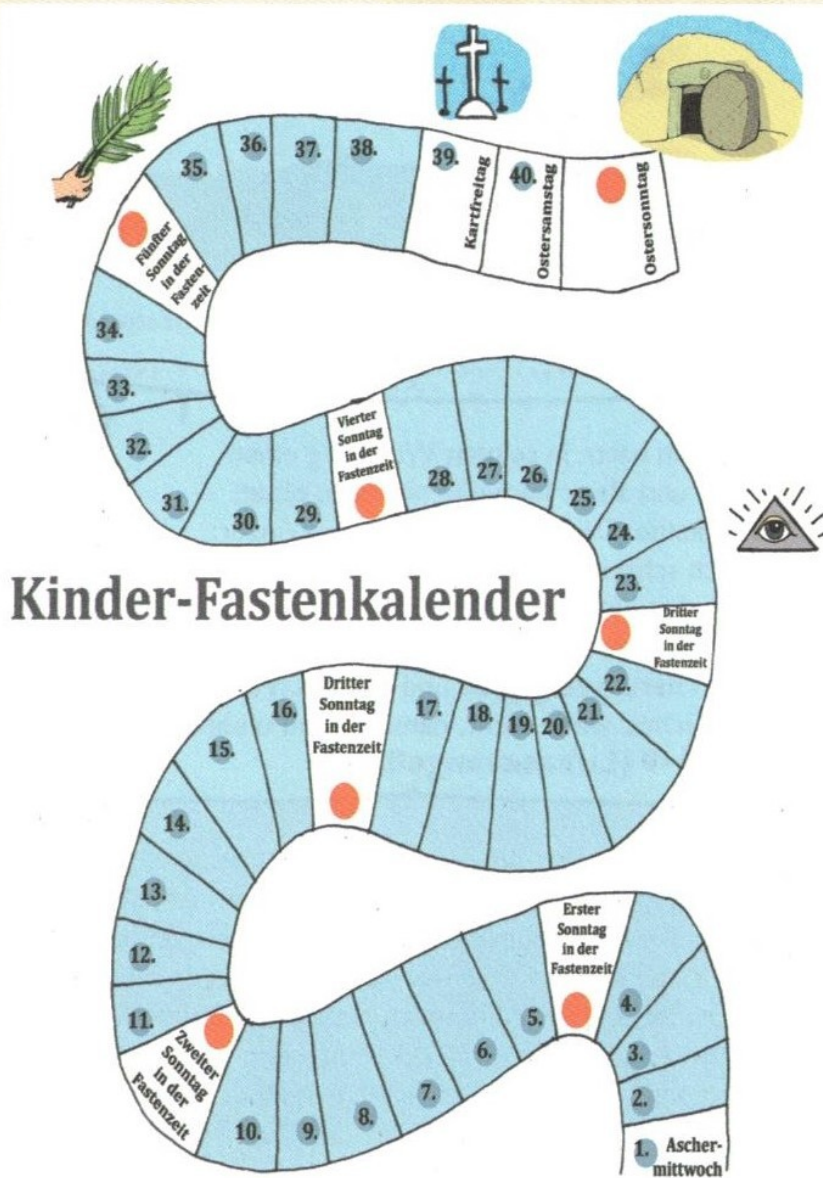 35.
36.
37.
38.
39.
Kartfreitag
40.
Ostersamstag
Ostersonntag
Fünfter
Sonntag
in der
Fasten-
zeit
34.
33.
32.
31.
30.
29.
Vierter
Sonntag
in der
Fastenzeit
28.
27.
26.
25.
24.
23.
Kinder-Fastenkalender
Dritter
Sonntag
in der
Fastenzeit
22.
21.
20.
19.
18.
17.
Dritter
Sonntag
in der
Fastenzeit
16.
15.
14.
13.
12.
11.
Zweiter
Sonntag
in der
Fastenzeit
10.
9.
8.
7.
6.
5.
Erster
Sonntag
in der
Fastenzeit
4.
3.
2.
1. Ascher-
mittwoch